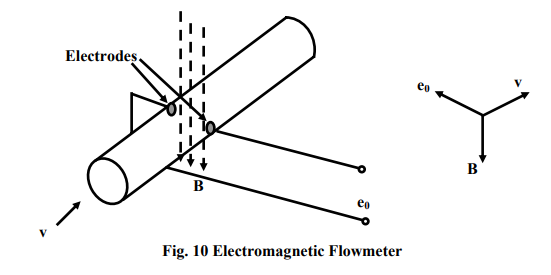 Electrodes
e₀
v
B
B
e₀
v
Fig. 10 Electromagnetic Flowmeter